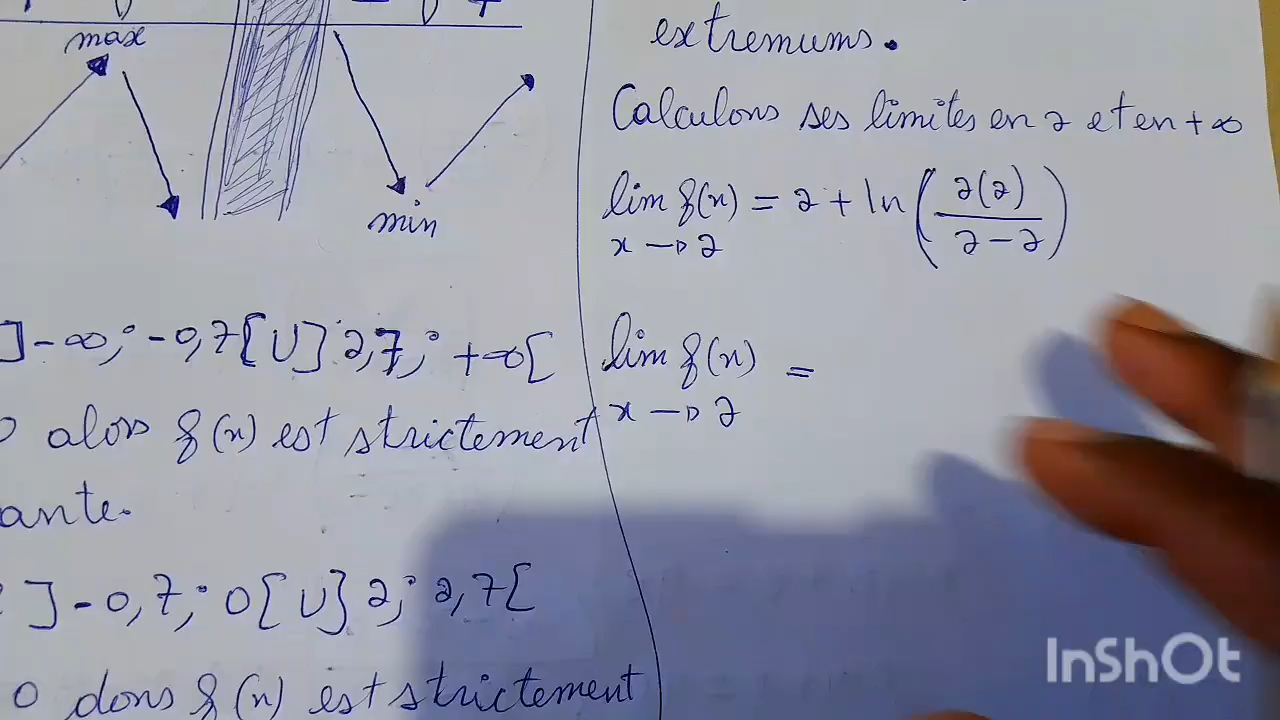 max
min
]-∞; -0,7[ U ]2,7; +∞[
alors f(x) est strictement
ante.
]-0,7; 0[ U ]2; 2,7[
0 dons f(x) est strictement
extremums.
Calculons ses limites en 2 et en +∞
lim f(x) = 2 + ln(2(2)/(2-2))
x → 2
lim f(x) =
x → 2
InShOt